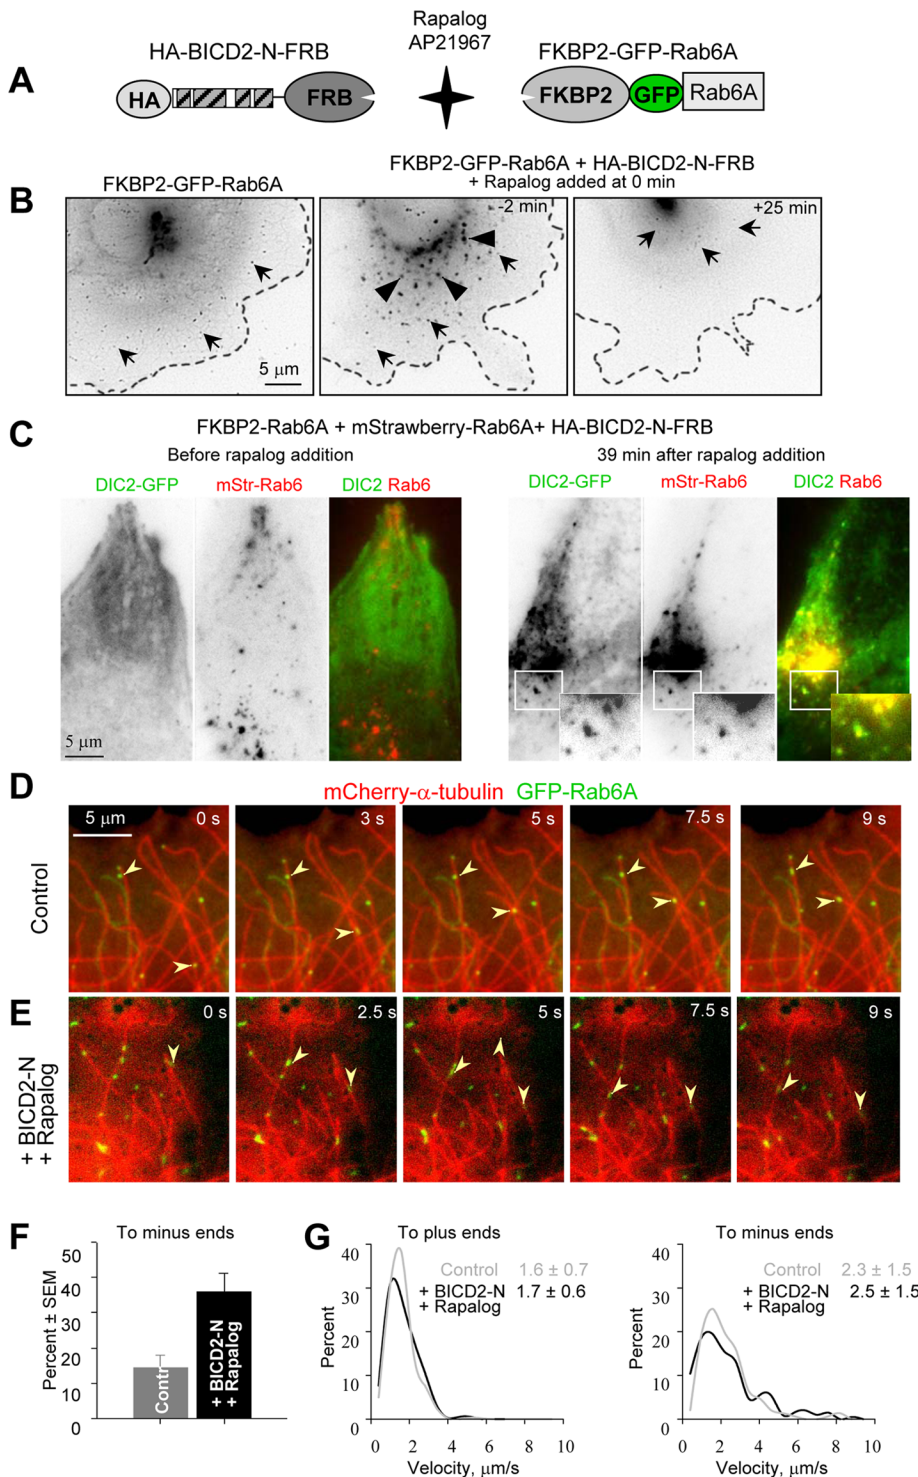 A
HA-BICD2-N-FRB
Rapalog
AP21967
FKBP2-GFP-Rab6A
HA
FRB
FKBP2
GFP
Rab6A
B
FKBP2-GFP-Rab6A
FKBP2-GFP-Rab6A + HA-BICD2-N-FRB
+ Rapalog added at 0 min
-2 min
+25 min
5 μm
C
FKBP2-Rab6A + mStrawberry-Rab6A+ HA-BICD2-N-FRB
Before rapalog addition
39 min after rapalog addition
DIC2-GFP
mStr-Rab6
DIC2 Rab6
DIC2-GFP
mStr-Rab6
DIC2 Rab6
5 μm
D
mCherry-α-tubulin GFP-Rab6A
Control
5 μm
0 s
3 s
5 s
7.5 s
9 s
E
+ BICD2-N
+ Rapalog
0 s
2.5 s
5 s
7.5 s
9 s
F
To minus ends
Percent ± SEM
50
40
30
20
10
0
Contr
+ BICD2-N
+ Rapalog
G
To plus ends
Percent
40
30
20
10
0
Control 1.6 ± 0.7
+ BICD2-N 1.7 ± 0.6
+ Rapalog
0 2 4 6 8 10
Velocity, μm/s
To minus ends
Percent
40
30
20
10
0
Control 2.3 ± 1.5
+ BICD2-N 2.5 ± 1.5
+ Rapalog
0 2 4 6 8 10
Velocity, μm/s